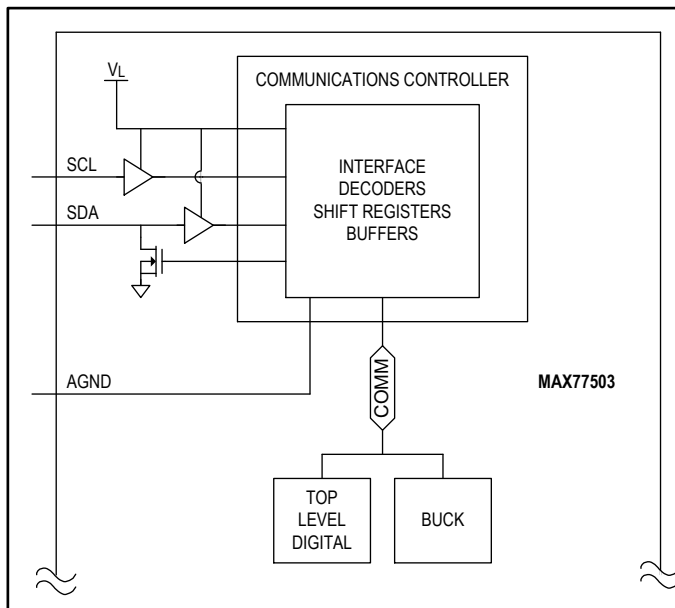 VL
COMMUNICATIONS CONTROLLER
SCL
INTERFACE
DECODERS
SHIFT REGISTERS
BUFFERS
SDA
AGND
COMM
MAX77503
TOP
LEVEL
DIGITAL
BUCK